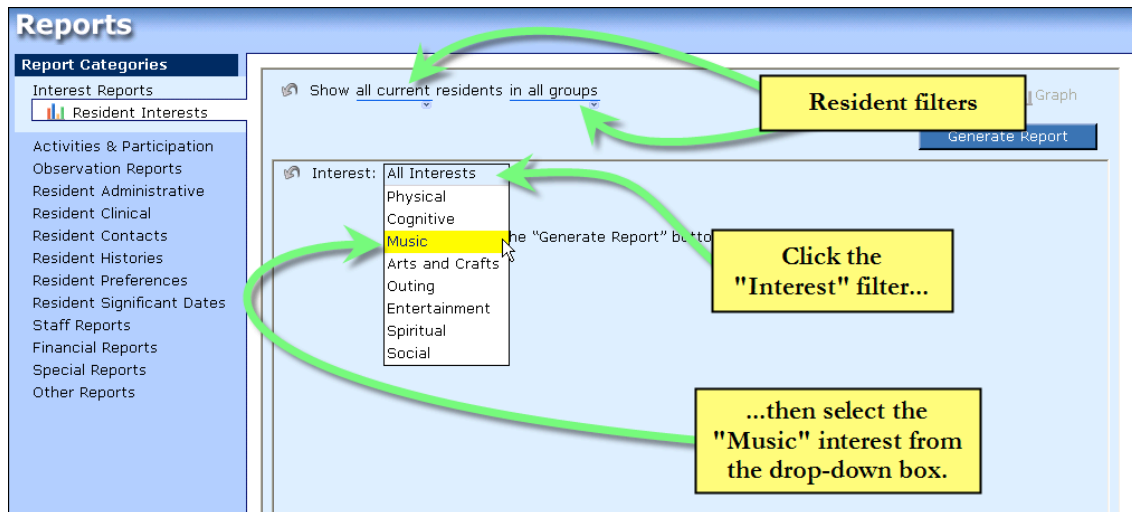 Reports
Report Categories
Interest Reports
Resident Interests
Activities & Participation
Observation Reports
Resident Administrative
Resident Clinical
Resident Contacts
Resident Histories
Resident Preferences
Resident Significant Dates
Staff Reports
Financial Reports
Special Reports
Other Reports
Show all current residents in all groups
Resident filters
Graph
Generate Report
Interest: All Interests
Physical
Cognitive
Music
Arts and Crafts
Outing
Entertainment
Spiritual
Social
he "Generate Report"
Click the
"Interest" filter...
...then select the
"Music" interest from
the drop-down box.